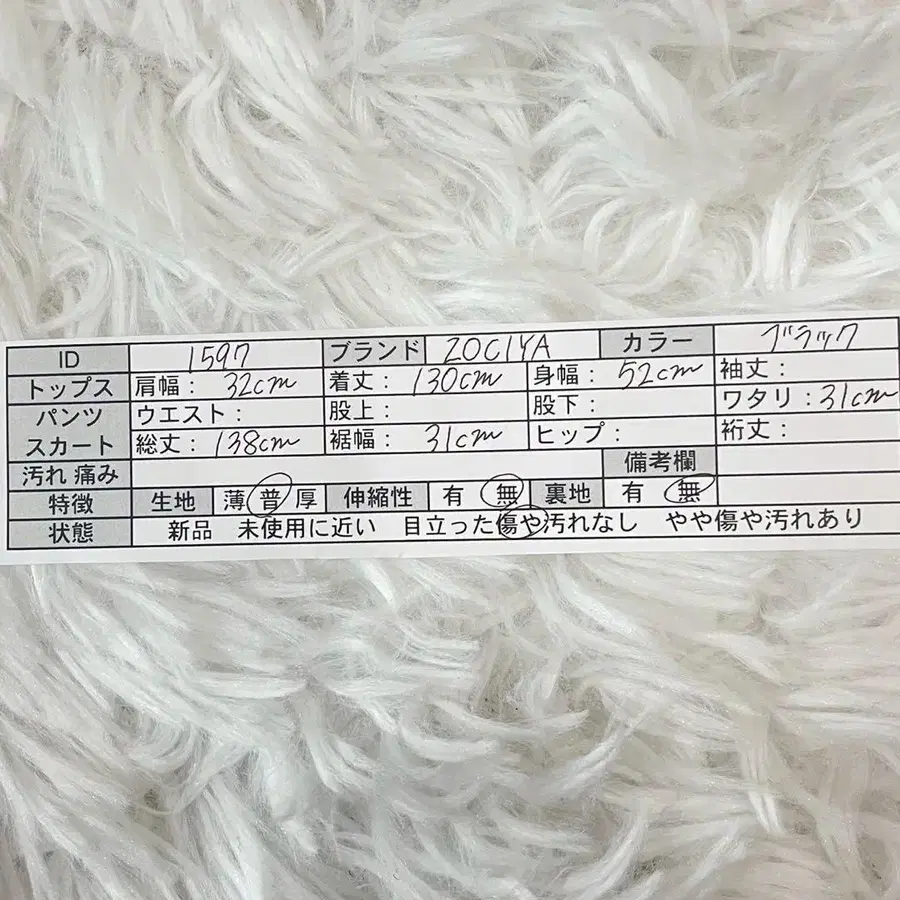 ID 1597 ブランド ZOCIYA カラー ブラック
トップス 肩幅： 32cm 着丈： 130cm 身幅： 52cm 袖丈：
パンツ スカート ウエスト： 股上： 股下： ワタリ：31cm
総丈：138cm 裾幅： 31cm ヒップ： 裄丈：
汚れ 痛み 備考欄
特徴 生地 薄 普 厚 伸縮性 有 無 裏地 有 無
状態 新品 未使用に近い 目立った傷や汚れなし やや傷や汚れあり